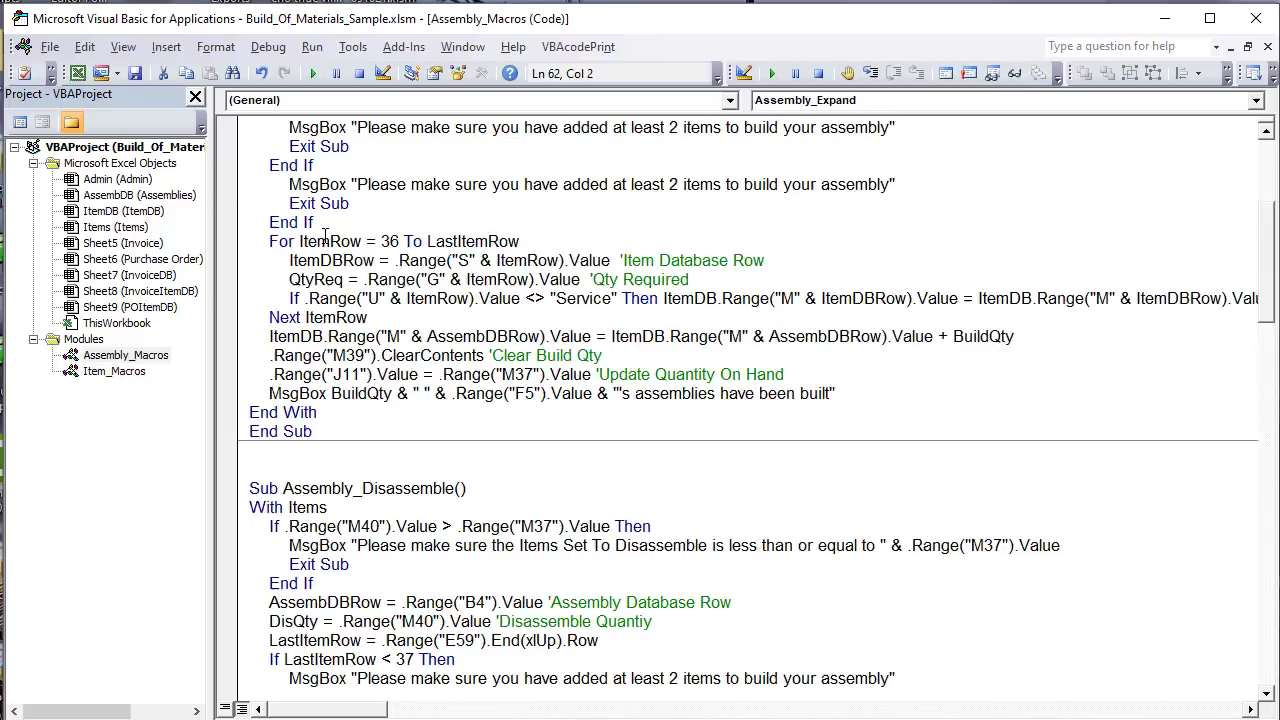 Microsoft Visual Basic for Applications - Build_Of_Materials_Sample.xlsm - [Assembly_Macros (Code)]
File Edit View Insert Format Debug Run Tools Add-Ins Window Help VBAcodePrint
Type a question for help
Ln 62, Col 2
Project - VBAProject
(General)
Assembly_Expand
VBAProject (Build_Of_Mater
Microsoft Excel Objects
Admin (Admin)
AssembDB (Assemblies)
ItemDB (ItemDB)
Items (Items)
Sheet5 (Invoice)
Sheet6 (Purchase Order)
Sheet7 (InvoiceDB)
Sheet8 (InvoiceItemDB)
Sheet9 (POItemDB)
ThisWorkbook
Modules
Assembly_Macros
Item_Macros
MsgBox "Please make sure you have added at least 2 items to build your assembly"
Exit Sub
End If
MsgBox "Please make sure you have added at least 2 items to build your assembly"
Exit Sub
End If
For ItemRow = 36 To LastItemRow
ItemDBRow = .Range("S" & ItemRow).Value 'Item Database Row
QtyReq = .Range("G" & ItemRow).Value 'Qty Required
If .Range("U" & ItemRow).Value <> "Service" Then ItemDB.Range("M" & ItemDBRow).Value = ItemDB.Range("M" & ItemDBRow).Valu
Next ItemRow
ItemDB.Range("M" & AssembDBRow).Value = ItemDB.Range("M" & AssembDBRow).Value + BuildQty
.Range("M39").ClearContents 'Clear Build Qty
.Range("J11").Value = .Range("M37").Value 'Update Quantity On Hand
MsgBox BuildQty & " " & .Range("F5").Value & "'s assemblies have been built"
End With
End Sub
Sub Assembly_Disassemble()
With Items
If .Range("M40").Value > .Range("M37").Value Then
MsgBox "Please make sure the Items Set To Disassemble is less than or equal to " & .Range("M37").Value
Exit Sub
End If
AssembDBRow = .Range("B4").Value 'Assembly Database Row
DisQty = .Range("M40").Value 'Disassemble Quantiy
LastItemRow = .Range("E59").End(xlUp).Row
If LastItemRow < 37 Then
MsgBox "Please make sure you have added at least 2 items to build your assembly"